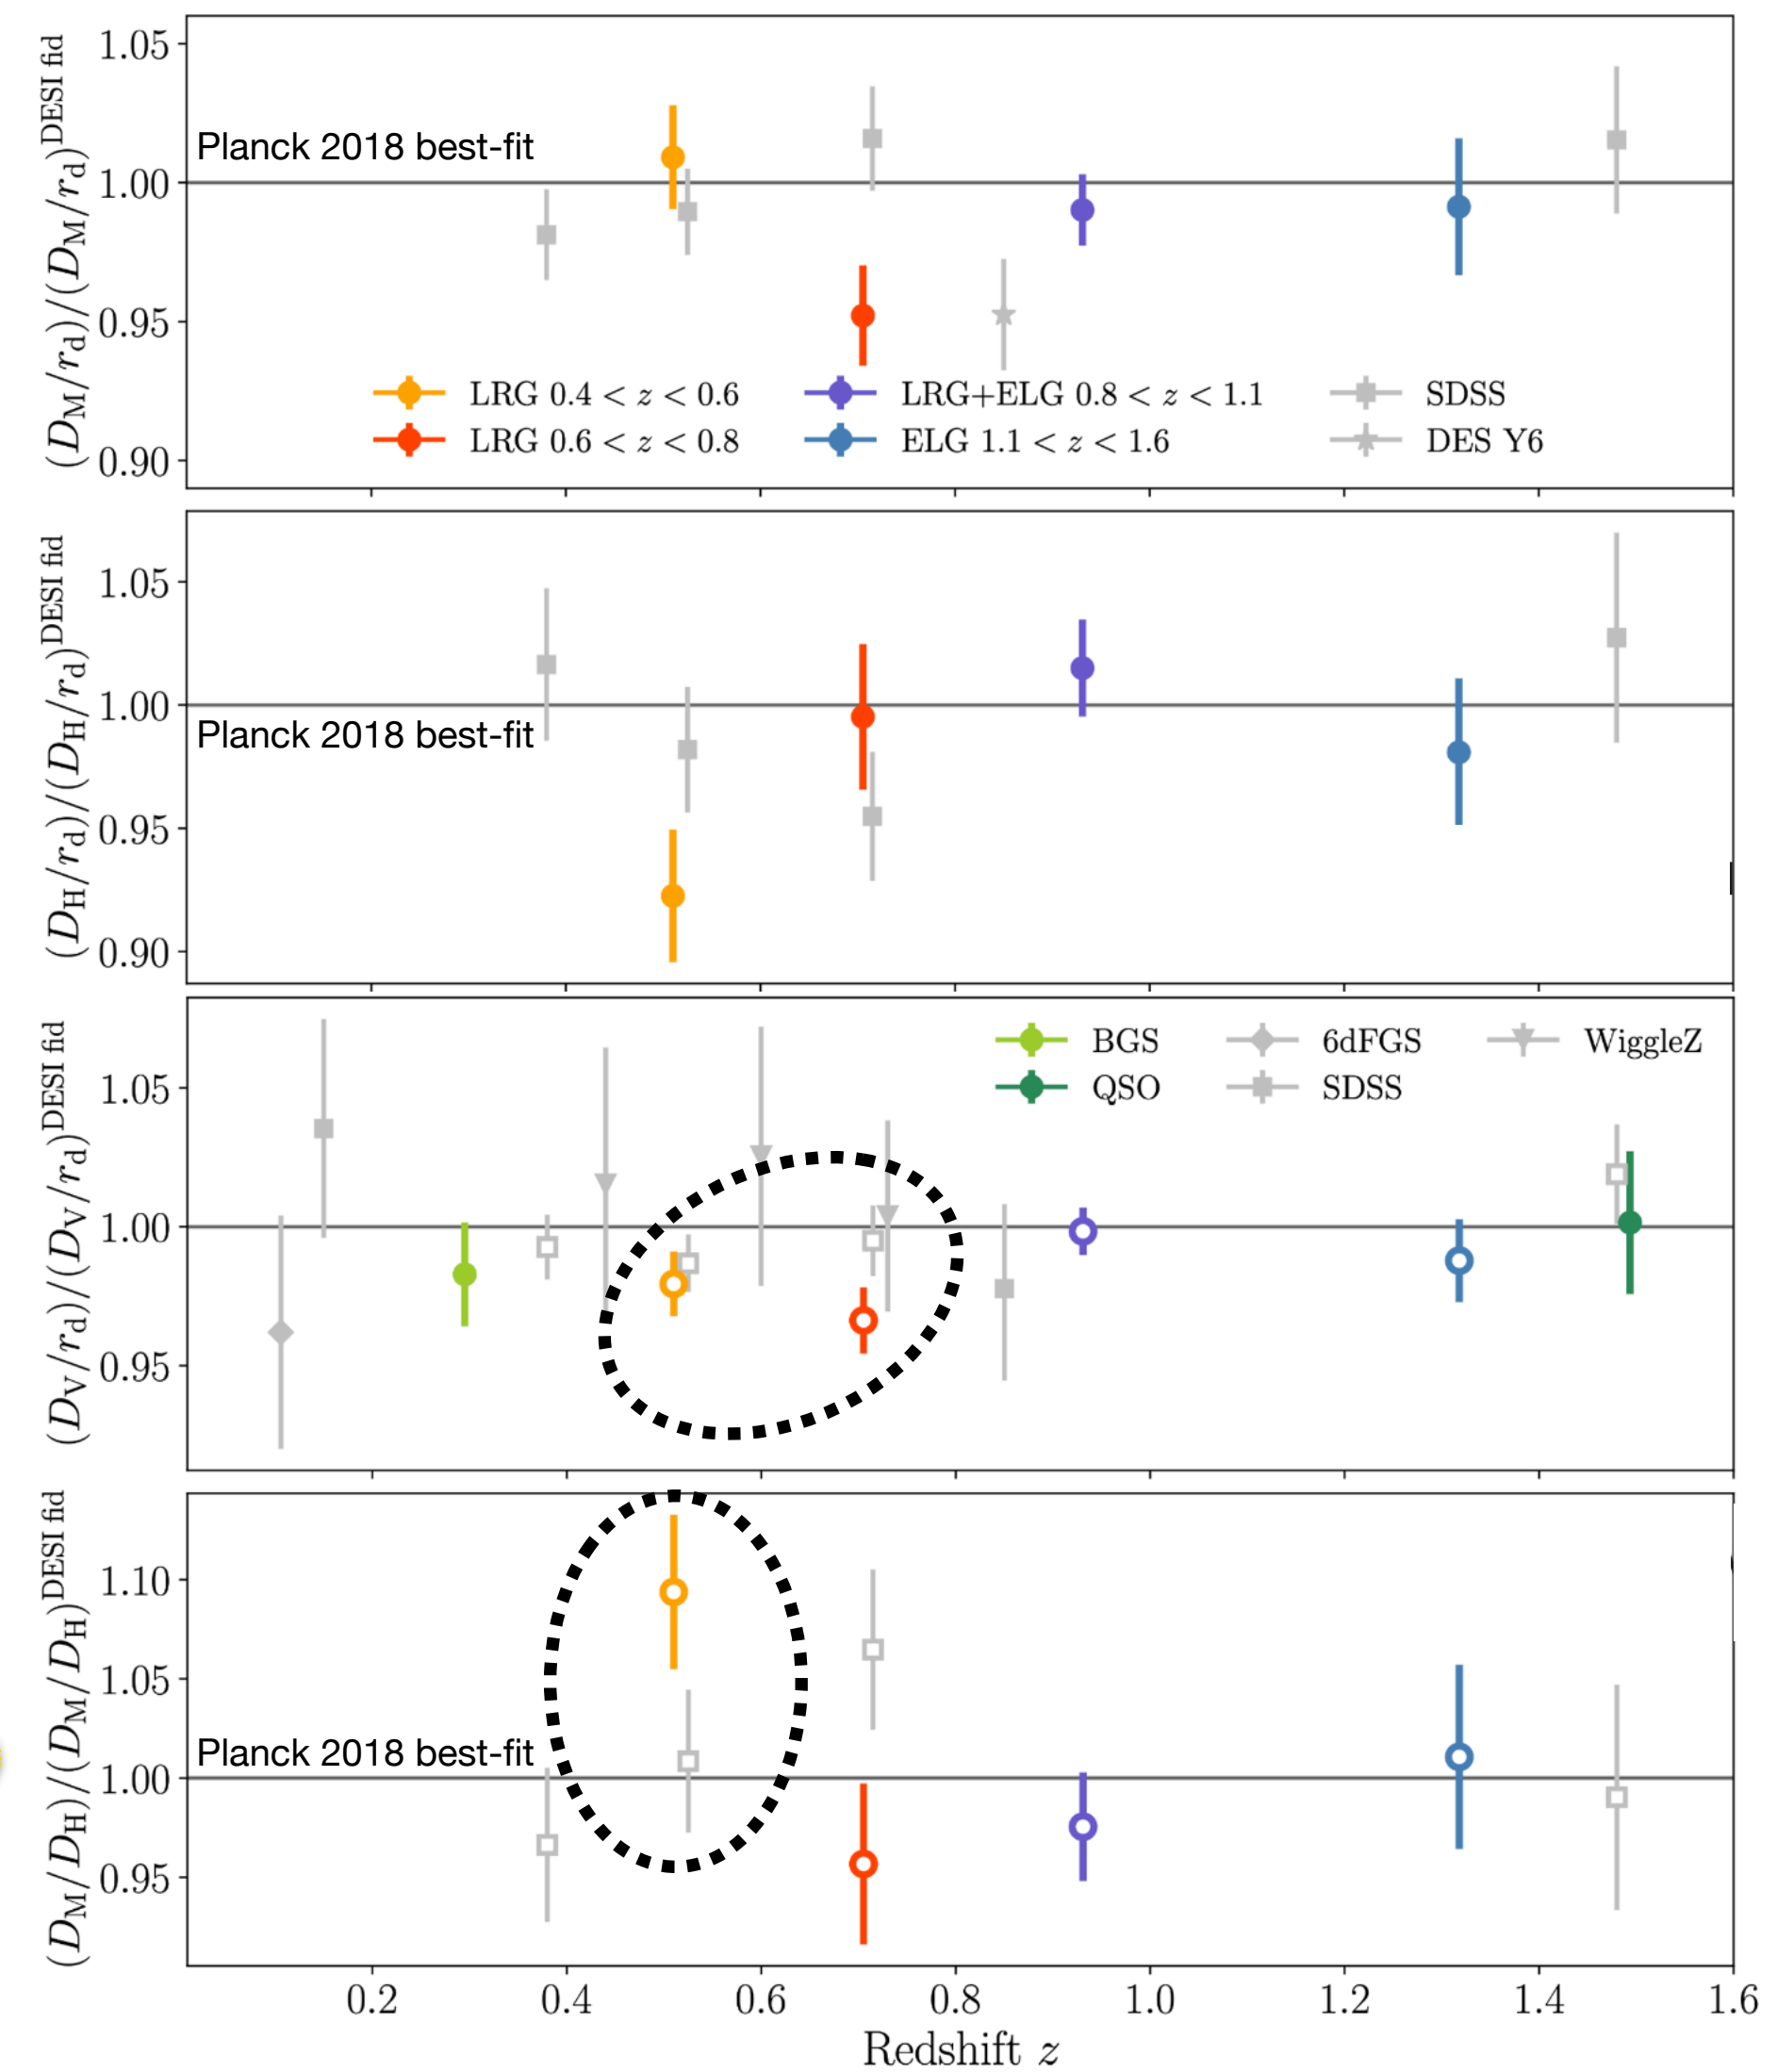 (D_M/r_d)/(D_M/r_d)^DESI fid
1.05
1.00
0.95
0.90
Planck 2018 best-fit
LRG 0.4 < z < 0.6
LRG 0.6 < z < 0.8
LRG+ELG 0.8 < z < 1.1
ELG 1.1 < z < 1.6
SDSS
DES Y6
(D_H/r_d)/(D_H/r_d)^DESI fid
1.05
1.00
0.95
0.90
Planck 2018 best-fit
(D_V/r_d)/(D_V/r_d)^DESI fid
1.05
1.00
0.95
BGS
QSO
6dFGS
SDSS
WiggleZ
(D_M/D_H)/(D_M/D_H)^DESI fid
1.10
1.05
1.00
0.95
Planck 2018 best-fit
0.2 0.4 0.6 0.8 1.0 1.2 1.4 1.6
Redshift z